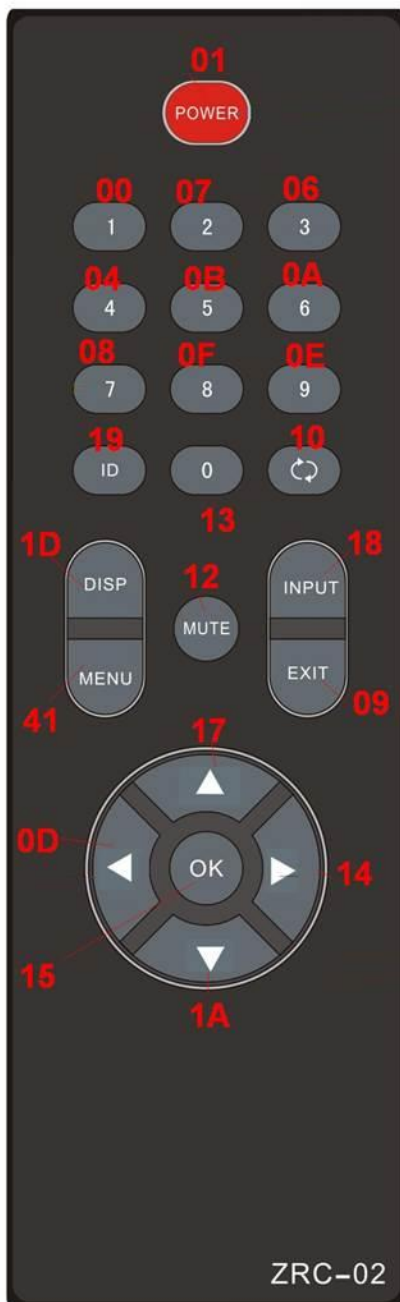 01
POWER
00 07 06
1 2 3
04 0B 0A
4 5 6
08 0F 0E
7 8 9
19 10
ID 0
13
1D 12 18
DISP INPUT
MUTE
MENU EXIT
41 09
17
0D
OK
14
15
1A
ZRC-02